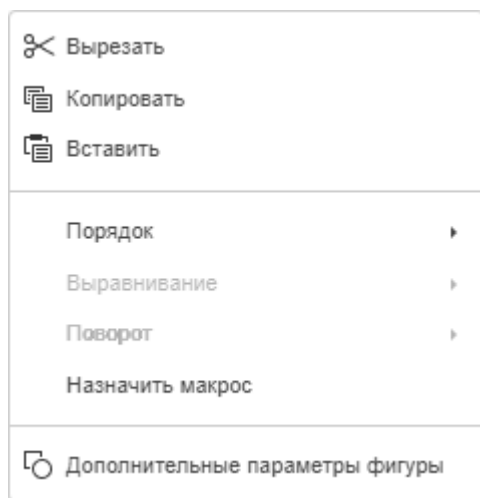 Вырезать
Копировать
Вставить
Порядок
Выравнивание
Поворот
Назначить макрос
Дополнительные параметры фигуры